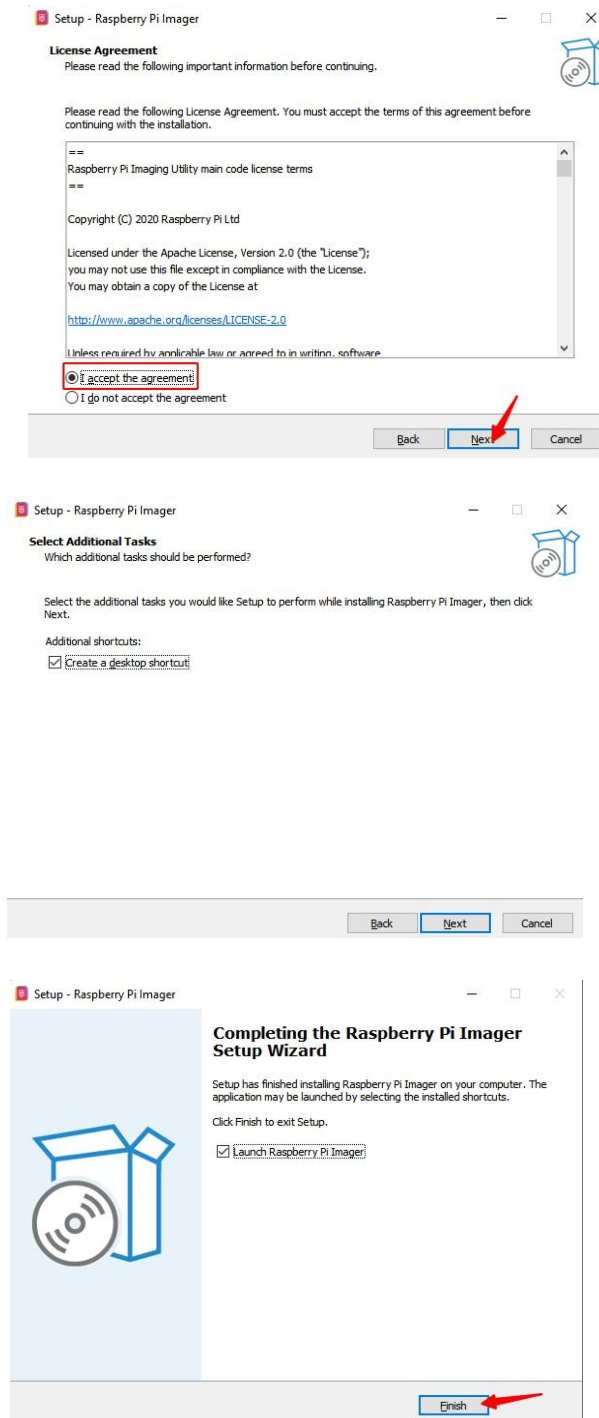 Setup - Raspberry Pi Imager
License Agreement
Please read the following important information before continuing.
Please read the following License Agreement. You must accept the terms of this agreement before
continuing with the installation.
==
Raspberry Pi Imaging Utility main code license terms
==
Copyright (C) 2020 Raspberry Pi Ltd
Licensed under the Apache License, Version 2.0 (the "License");
you may not use this file except in compliance with the License.
You may obtain a copy of the License at
http://www.apache.org/licenses/LICENSE-2.0
Unless required by applicable law or agreed to in writing, software
I accept the agreement
I do not accept the agreement
Back Next Cancel
Setup - Raspberry Pi Imager
Select Additional Tasks
Which additional tasks should be performed?
Select the additional tasks you would like Setup to perform while installing Raspberry Pi Imager, then click
Next.
Additional shortcuts:
Create a desktop shortcut
Back Next Cancel
Setup - Raspberry Pi Imager
Completing the Raspberry Pi Imager
Setup Wizard
Setup has finished installing Raspberry Pi Imager on your computer. The
application may be launched by selecting the installed shortcuts.
Click Finish to exit Setup.
Launch Raspberry Pi Imager
Finish